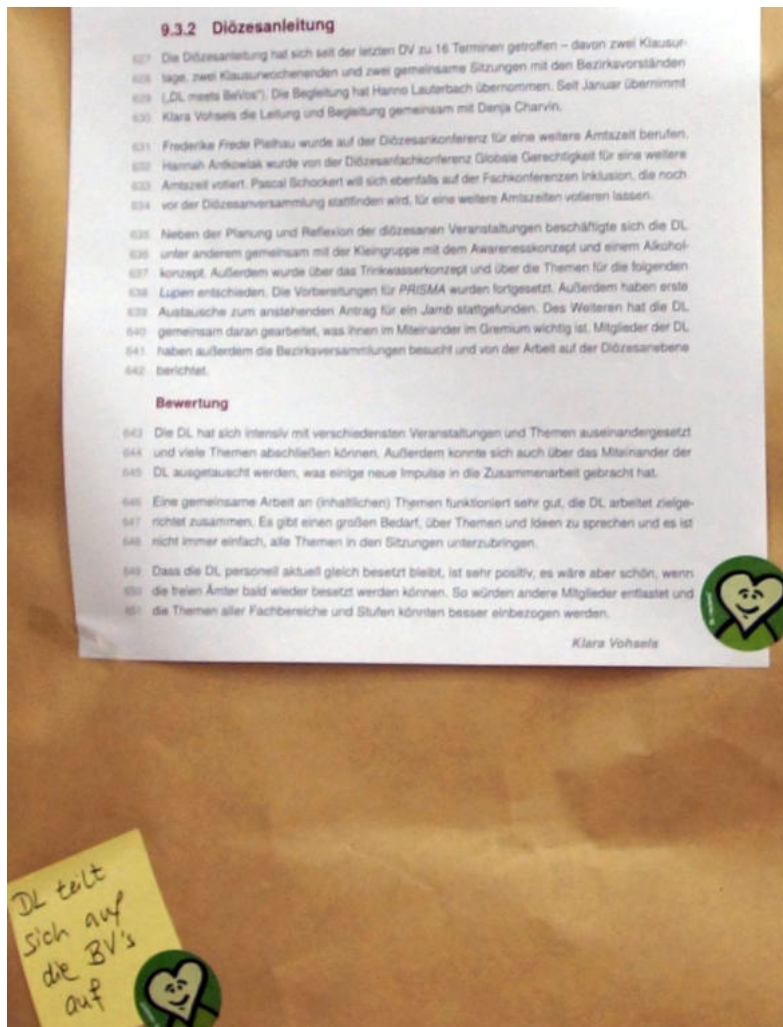 9.3.2 Diözesanleitung
627 Die Diözesanleitung hat sich seit der letzten DV zu 16 Terminen getroffen – davon zwei Klausur-
628 tage, zwei Klausurwochenenden und zwei gemeinsame Sitzungen mit den Bezirksvorständen
629 („DL meets BeVos“). Die Begleitung hat Hanno Lauterbach übernommen. Seit Januar übernimmt
630 Klara Vohsels die Leitung und Begleitung gemeinsam mit Denja Charvin.
631 Frederike Frede Pielhau wurde auf der Diözesankonferenz für eine weitere Amtszeit berufen,
632 Hannah Antkowiak wurde von der Diözesanfachkonferenz Globale Gerechtigkeit für eine weitere
633 Amtszeit votiert. Pascal Schockert will sich ebenfalls auf der Fachkonferenzen Inklusion, die noch
634 vor der Diözesanversammlung stattfinden wird, für eine weitere Amtszeiten votieren lassen.
635 Neben der Planung und Reflexion der diözesanen Veranstaltungen beschäftigte sich die DL
636 unter anderem gemeinsam mit der Kleingruppe mit dem Awarenesskonzept und einem Alkohol-
637 konzept. Außerdem wurde über das Trinkwasserkonzept und über die Themen für die folgenden
638 Lupen entschieden. Die Vorbereitungen für PRISMA wurden fortgesetzt. Außerdem haben erste
639 Austausche zum anstehenden Antrag für ein Jamb stattgefunden. Des Weiteren hat die DL
640 gemeinsam daran gearbeitet, was ihnen im Miteinander im Gremium wichtig ist. Mitglieder der DL
641 haben außerdem die Bezirksversammlungen besucht und von der Arbeit auf der Diözesanebene
642 berichtet.
Bewertung
643 Die DL hat sich intensiv mit verschiedensten Veranstaltungen und Themen auseinandergesetzt
644 und viele Themen abschließen können. Außerdem konnte sich auch über das Miteinander der
645 DL ausgetauscht werden, was einige neue Impulse in die Zusammenarbeit gebracht hat.
646 Eine gemeinsame Arbeit an (inhaltlichen) Themen funktioniert sehr gut, die DL arbeitet zielge-
647 richtet zusammen. Es gibt einen großen Bedarf, über Themen und Ideen zu sprechen und es ist
648 nicht immer einfach, alle Themen in den Sitzungen unterzubringen.
649 Dass die DL personell aktuell gleich besetzt bleibt, ist sehr positiv, es wäre aber schön, wenn
650 die freien Ämter bald wieder besetzt werden können. So würden andere Mitglieder entlastet und
651 die Themen aller Fachbereiche und Stufen könnten besser einbezogen werden.
Klara Vohsels
DL teilt
sich auf
die BV's
auf